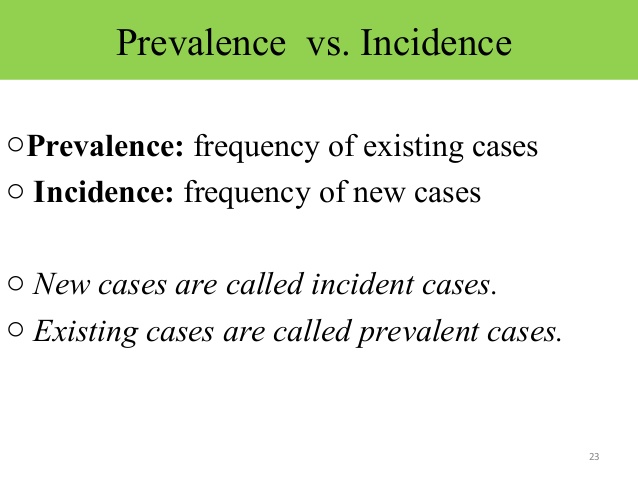 Prevalence vs. Incidence
○Prevalence: frequency of existing cases
○ Incidence: frequency of new cases
○ New cases are called incident cases.
○ Existing cases are called prevalent cases.
23